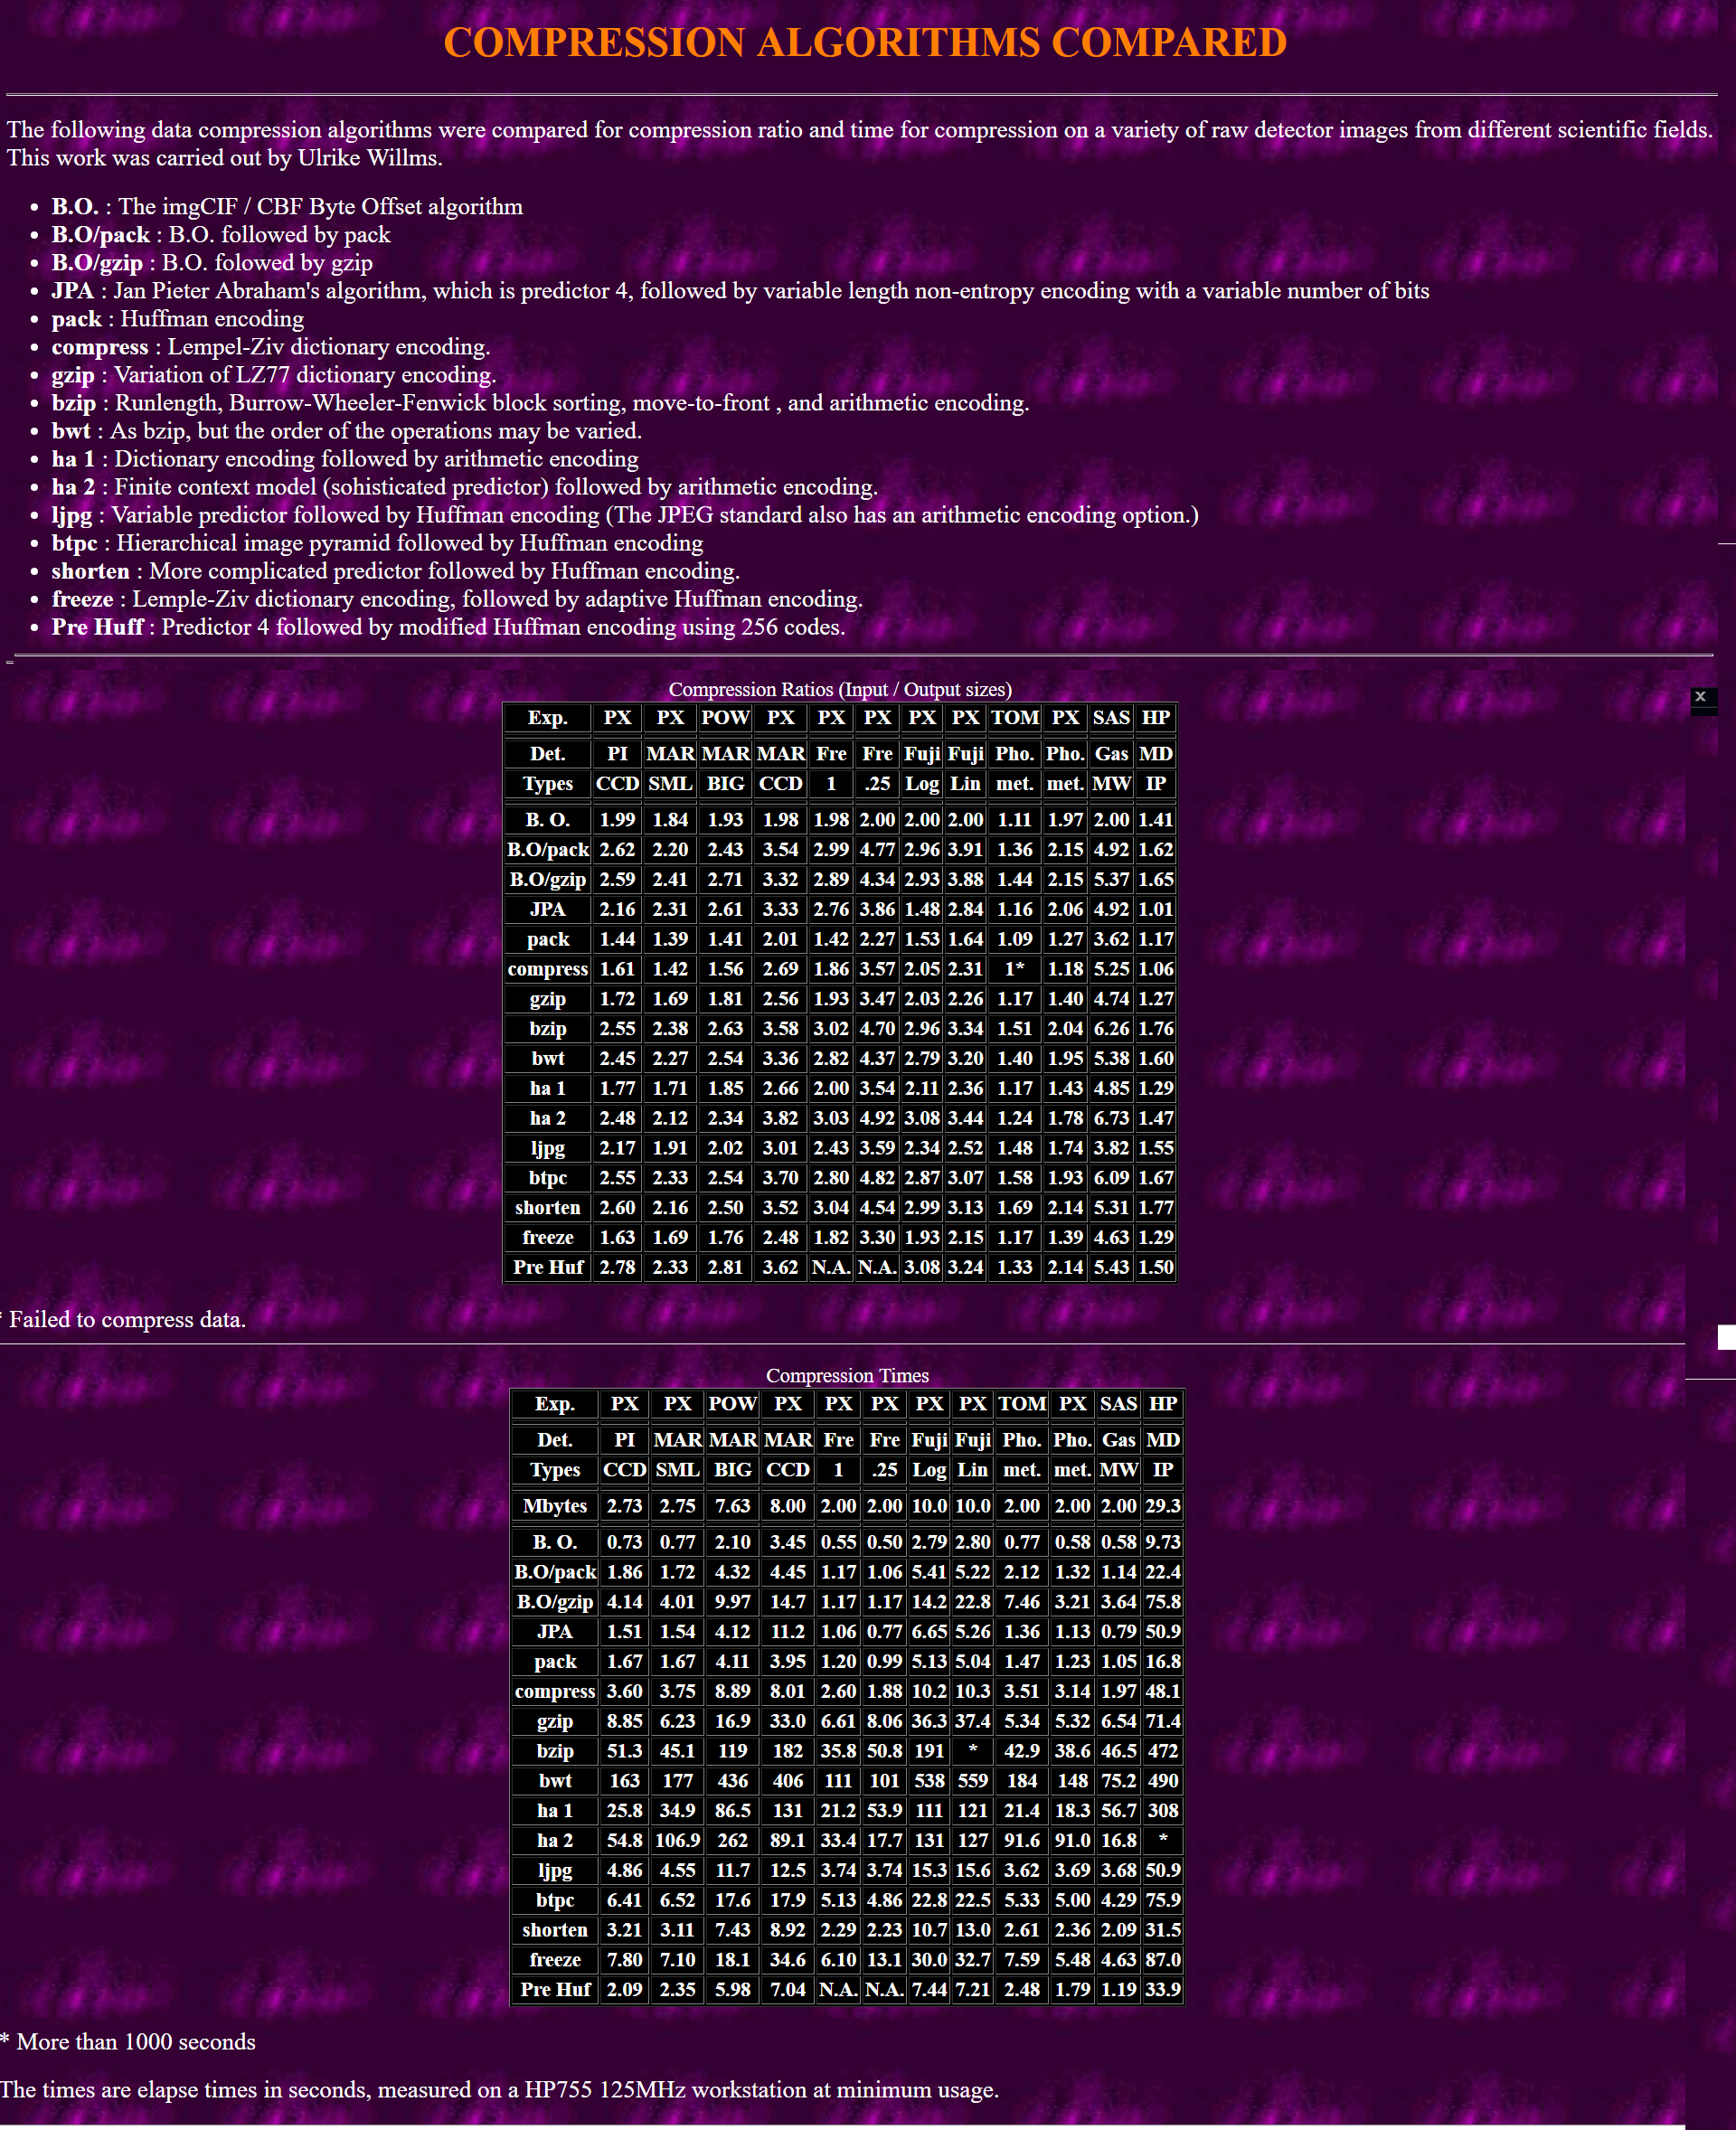 COMPRESSION ALGORITHMS COMPARED
The following data compression algorithms were compared for compression ratio and time for compression on a variety of raw detector images from different scientific fields.
This work was carried out by Ulrike Willms.
• B.O. : The imgCIF / CBF Byte Offset algorithm
• B.O/pack : B.O. followed by pack
• B.O/gzip : B.O. folowed by gzip
• JPA : Jan Pieter Abraham's algorithm, which is predictor 4, followed by variable length non-entropy encoding with a variable number of bits
• pack : Huffman encoding
• compress : Lempel-Ziv dictionary encoding.
• gzip : Variation of LZ77 dictionary encoding.
• bzip : Runlength, Burrow-Wheeler-Fenwick block sorting, move-to-front , and arithmetic encoding.
• bwt : As bzip, but the order of the operations may be varied.
• ha 1 : Dictionary encoding followed by arithmetic encoding
• ha 2 : Finite context model (sohisticated predictor) followed by arithmetic encoding.
• ljpg : Variable predictor followed by Huffman encoding (The JPEG standard also has an arithmetic encoding option.)
• btpc : Hierarchical image pyramid followed by Huffman encoding
• shorten : More complicated predictor followed by Huffman encoding.
• freeze : Lemple-Ziv dictionary encoding, followed by adaptive Huffman encoding.
• Pre Huff : Predictor 4 followed by modified Huffman encoding using 256 codes.
Compression Ratios (Input / Output sizes)
x
Exp. PX PX POW PX PX PX PX PX TOM PX SAS HP
Det. PI MAR MAR MAR Fre Fre Fuji Fuji Pho. Pho. Gas MD
Types CCD SML BIG CCD 1 .25 Log Lin met. met. MW IP
B. O. 1.99 1.84 1.93 1.98 1.98 2.00 2.00 2.00 1.11 1.97 2.00 1.41
B.O/pack 2.62 2.20 2.43 3.54 2.99 4.77 2.96 3.91 1.36 2.15 4.92 1.62
B.O/gzip 2.59 2.41 2.71 3.32 2.89 4.34 2.93 3.88 1.44 2.15 5.37 1.65
JPA 2.16 2.31 2.61 3.33 2.76 3.86 1.48 2.84 1.16 2.06 4.92 1.01
pack 1.44 1.39 1.41 2.01 1.42 2.27 1.53 1.64 1.09 1.27 3.62 1.17
compress 1.61 1.42 1.56 2.69 1.86 3.57 2.05 2.31 1* 1.18 5.25 1.06
gzip 1.72 1.69 1.81 2.56 1.93 3.47 2.03 2.26 1.17 1.40 4.74 1.27
bzip 2.55 2.38 2.63 3.58 3.02 4.70 2.96 3.34 1.51 2.04 6.26 1.76
bwt 2.45 2.27 2.54 3.36 2.82 4.37 2.79 3.20 1.40 1.95 5.38 1.60
ha 1 1.77 1.71 1.85 2.66 2.00 3.54 2.11 2.36 1.17 1.43 4.85 1.29
ha 2 2.48 2.12 2.34 3.82 3.03 4.92 3.08 3.44 1.24 1.78 6.73 1.47
ljpg 2.17 1.91 2.02 3.01 2.43 3.59 2.34 2.52 1.48 1.74 3.82 1.55
btpc 2.55 2.33 2.54 3.70 2.80 4.82 2.87 3.07 1.58 1.93 6.09 1.67
shorten 2.60 2.16 2.50 3.52 3.04 4.54 2.99 3.13 1.69 2.14 5.31 1.77
freeze 1.63 1.69 1.76 2.48 1.82 3.30 1.93 2.15 1.17 1.39 4.63 1.29
Pre Huf 2.78 2.33 2.81 3.62 N.A. N.A. 3.08 3.24 1.33 2.14 5.43 1.50
* Failed to compress data.
Compression Times
Exp. PX PX POW PX PX PX PX PX TOM PX SAS HP
Det. PI MAR MAR MAR Fre Fre Fuji Fuji Pho. Pho. Gas MD
Types CCD SML BIG CCD 1 .25 Log Lin met. met. MW IP
Mbytes 2.73 2.75 7.63 8.00 2.00 2.00 10.0 10.0 2.00 2.00 2.00 29.3
B. O. 0.73 0.77 2.10 3.45 0.55 0.50 2.79 2.80 0.77 0.58 0.58 9.73
B.O/pack 1.86 1.72 4.32 4.45 1.17 1.06 5.41 5.22 2.12 1.32 1.14 22.4
B.O/gzip 4.14 4.01 9.97 14.7 1.17 1.17 14.2 22.8 7.46 3.21 3.64 75.8
JPA 1.51 1.54 4.12 11.2 1.06 0.77 6.65 5.26 1.36 1.13 0.79 50.9
pack 1.67 1.67 4.11 3.95 1.20 0.99 5.13 5.04 1.47 1.23 1.05 16.8
compress 3.60 3.75 8.89 8.01 2.60 1.88 10.2 10.3 3.51 3.14 1.97 48.1
gzip 8.85 6.23 16.9 33.0 6.61 8.06 36.3 37.4 5.34 5.32 6.54 71.4
bzip 51.3 45.1 119 182 35.8 50.8 191 * 42.9 38.6 46.5 472
bwt 163 177 436 406 111 101 538 559 184 148 75.2 490
ha 1 25.8 34.9 86.5 131 21.2 53.9 111 121 21.4 18.3 56.7 308
ha 2 54.8 106.9 262 89.1 33.4 17.7 131 127 91.6 91.0 16.8 *
ljpg 4.86 4.55 11.7 12.5 3.74 3.74 15.3 15.6 3.62 3.69 3.68 50.9
btpc 6.41 6.52 17.6 17.9 5.13 4.86 22.8 22.5 5.33 5.00 4.29 75.9
shorten 3.21 3.11 7.43 8.92 2.29 2.23 10.7 13.0 2.61 2.36 2.09 31.5
freeze 7.80 7.10 18.1 34.6 6.10 13.1 30.0 32.7 7.59 5.48 4.63 87.0
Pre Huf 2.09 2.35 5.98 7.04 N.A. N.A. 7.44 7.21 2.48 1.79 1.19 33.9
* More than 1000 seconds
The times are elapse times in seconds, measured on a HP755 125MHz workstation at minimum usage.